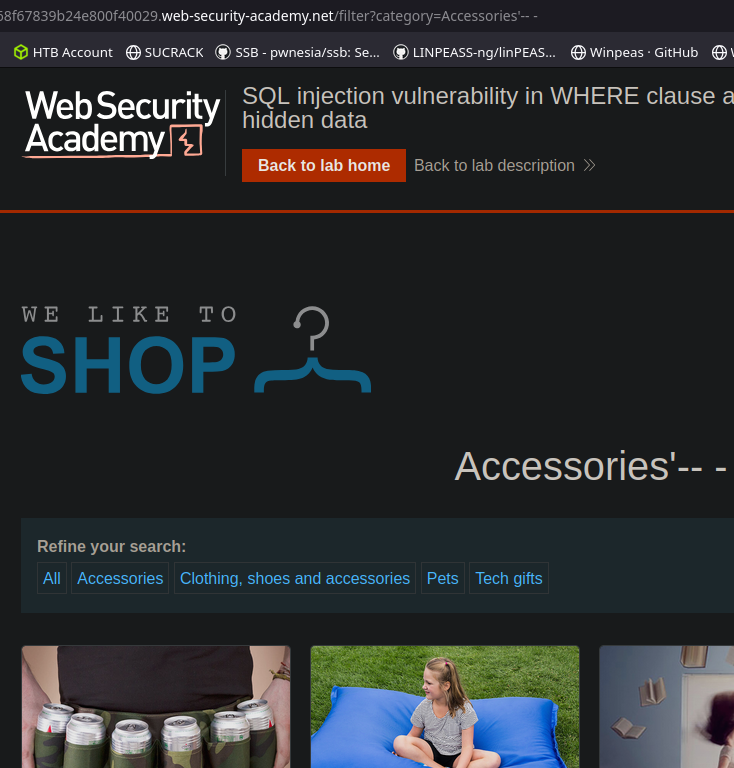 68f67839b24e800f40029.web-security-academy.net/filter?category=Accessories'-- -
HTB Account SUCRACK SSB - pwnesia/ssb: Se... LINPEASS-ng/linPEAS... Winpeas · GitHub
Web Security
Academy
SQL injection vulnerability in WHERE clause a
hidden data
Back to lab home Back to lab description
WE LIKE TO
SHOP
Accessories'-- -
Refine your search:
All Accessories Clothing, shoes and accessories Pets Tech gifts